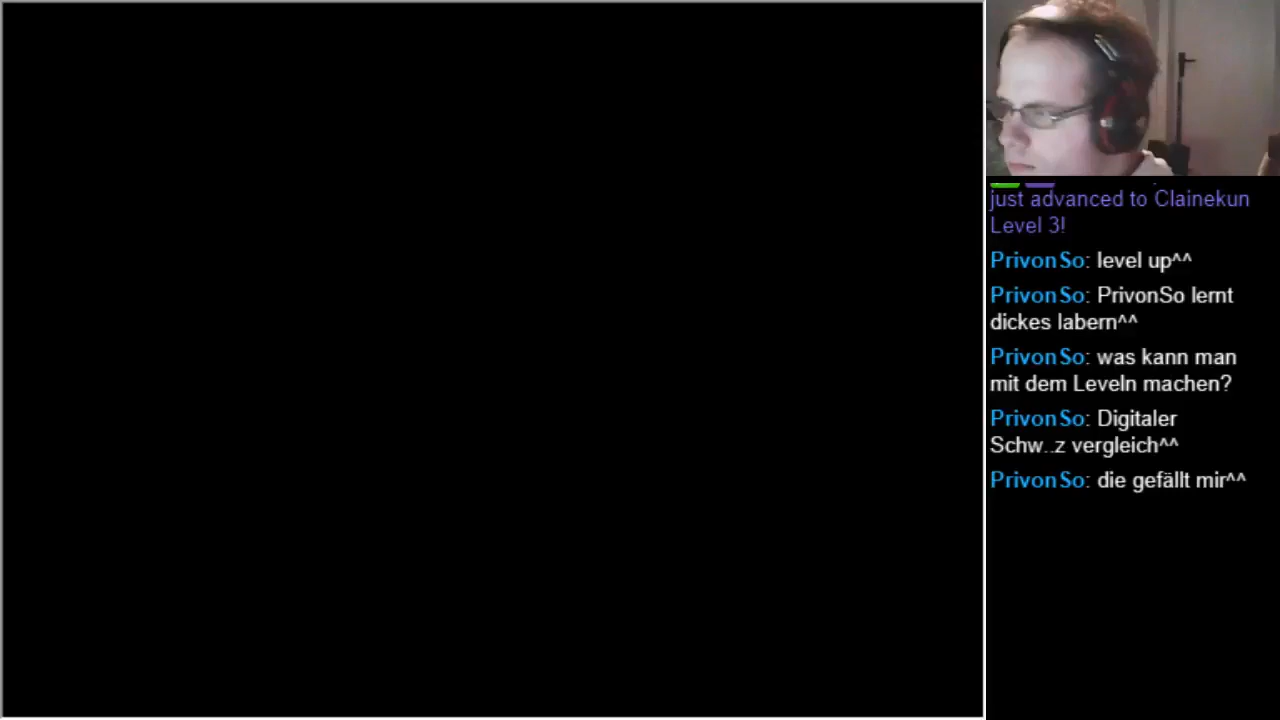 just advanced to Clainekun
Level 3!
PrivonSo: level up^^
PrivonSo: PrivonSo lernt
dickes labern^^
PrivonSo: was kann man
mit dem Leveln machen?
PrivonSo: Digitaler
Schw..z vergleich^^
PrivonSo: die gefällt mir^^